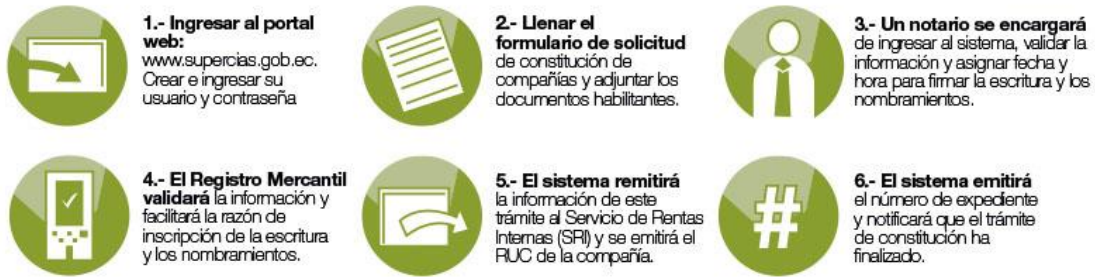 1.- Ingresar al portal
web:
www.supercias.gob.ec.
Crear e ingresar su
usuario y contraseña
2.- Llenar el
formulario de solicitud
de constitución de
compañías y adjuntar los
documentos habilitantes.
3.- Un notario se encargará
de ingresar al sistema, validar la
información y asignar fecha y
hora para firmar la escritura y los
nombramientos.
4.- El Registro Mercantil
validará la información y
facilitará la razón de
inscripción de la escritura
y los nombramientos.
5.- El sistema remitirá
la información de este
trámite al Servicio de Rentas
Internas (SRI) y se emitirá el
RUC de la compañía.
#
6.- El sistema emitirá
el número de expediente
y notificará que el trámite
de constitución ha
finalizado.